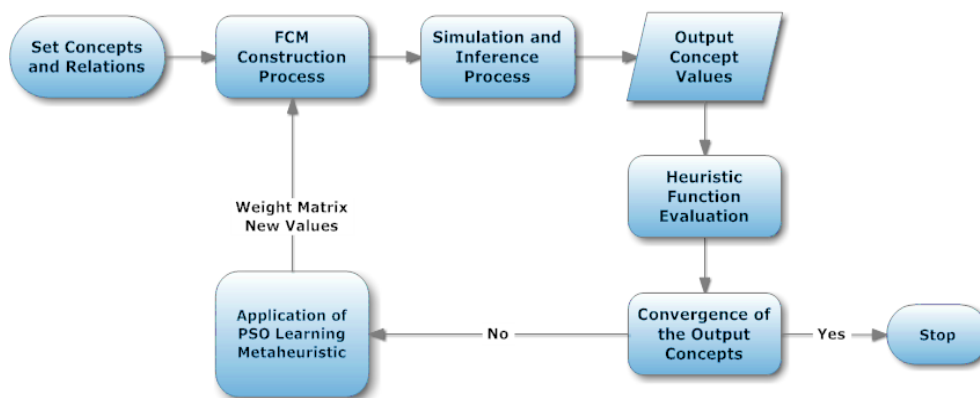 Set Concepts
and Relations
FCM
Construction
Process
Simulation and
Inference
Process
Output
Concept
Values
Heuristic
Function
Evaluation
Convergence of
the Output
Concepts
Yes
Stop
No
Application of
PSO Learning
Metaheuristic
Weight Matrix
New Values